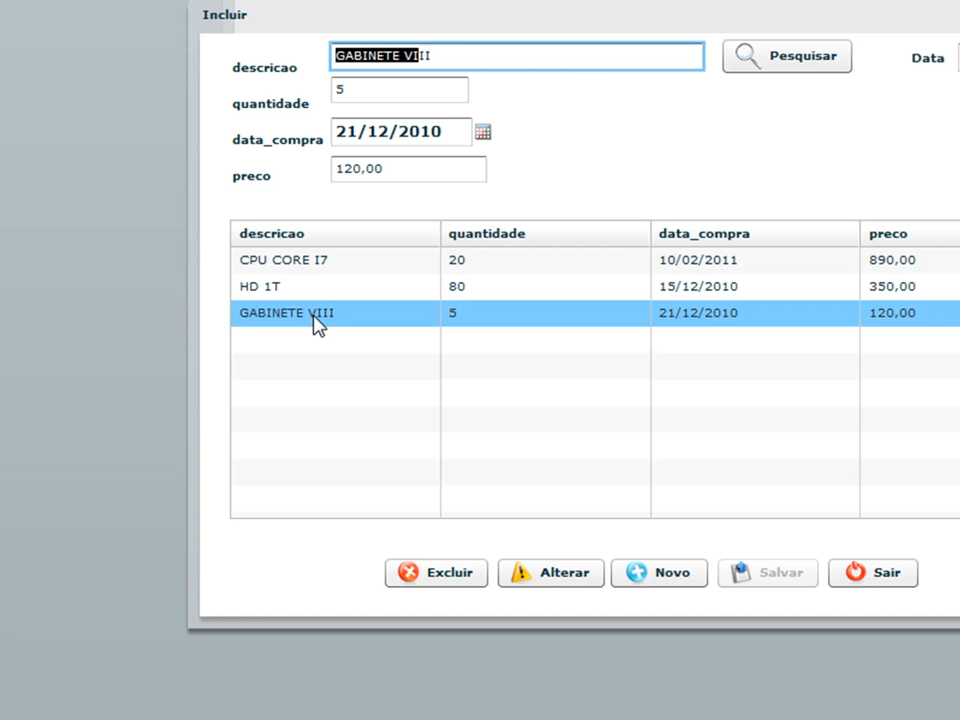 Incluir
descricao GABINETE VIII Pesquisar Data
quantidade 5
data_compra 21/12/2010
preco 120,00
descricao quantidade data_compra preco
CPU CORE I7 20 10/02/2011 890,00
HD 1T 80 15/12/2010 350,00
GABINETE VIII 5 21/12/2010 120,00
Excluir Alterar Novo Salvar Sair